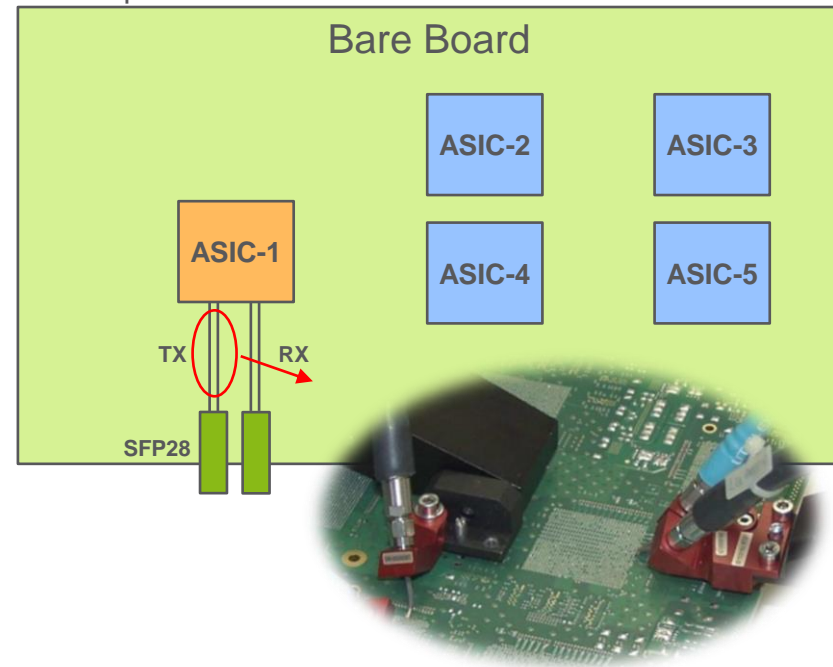 Bare Board
ASIC-2
ASIC-3
ASIC-1
ASIC-4
ASIC-5
TX
RX
SFP28